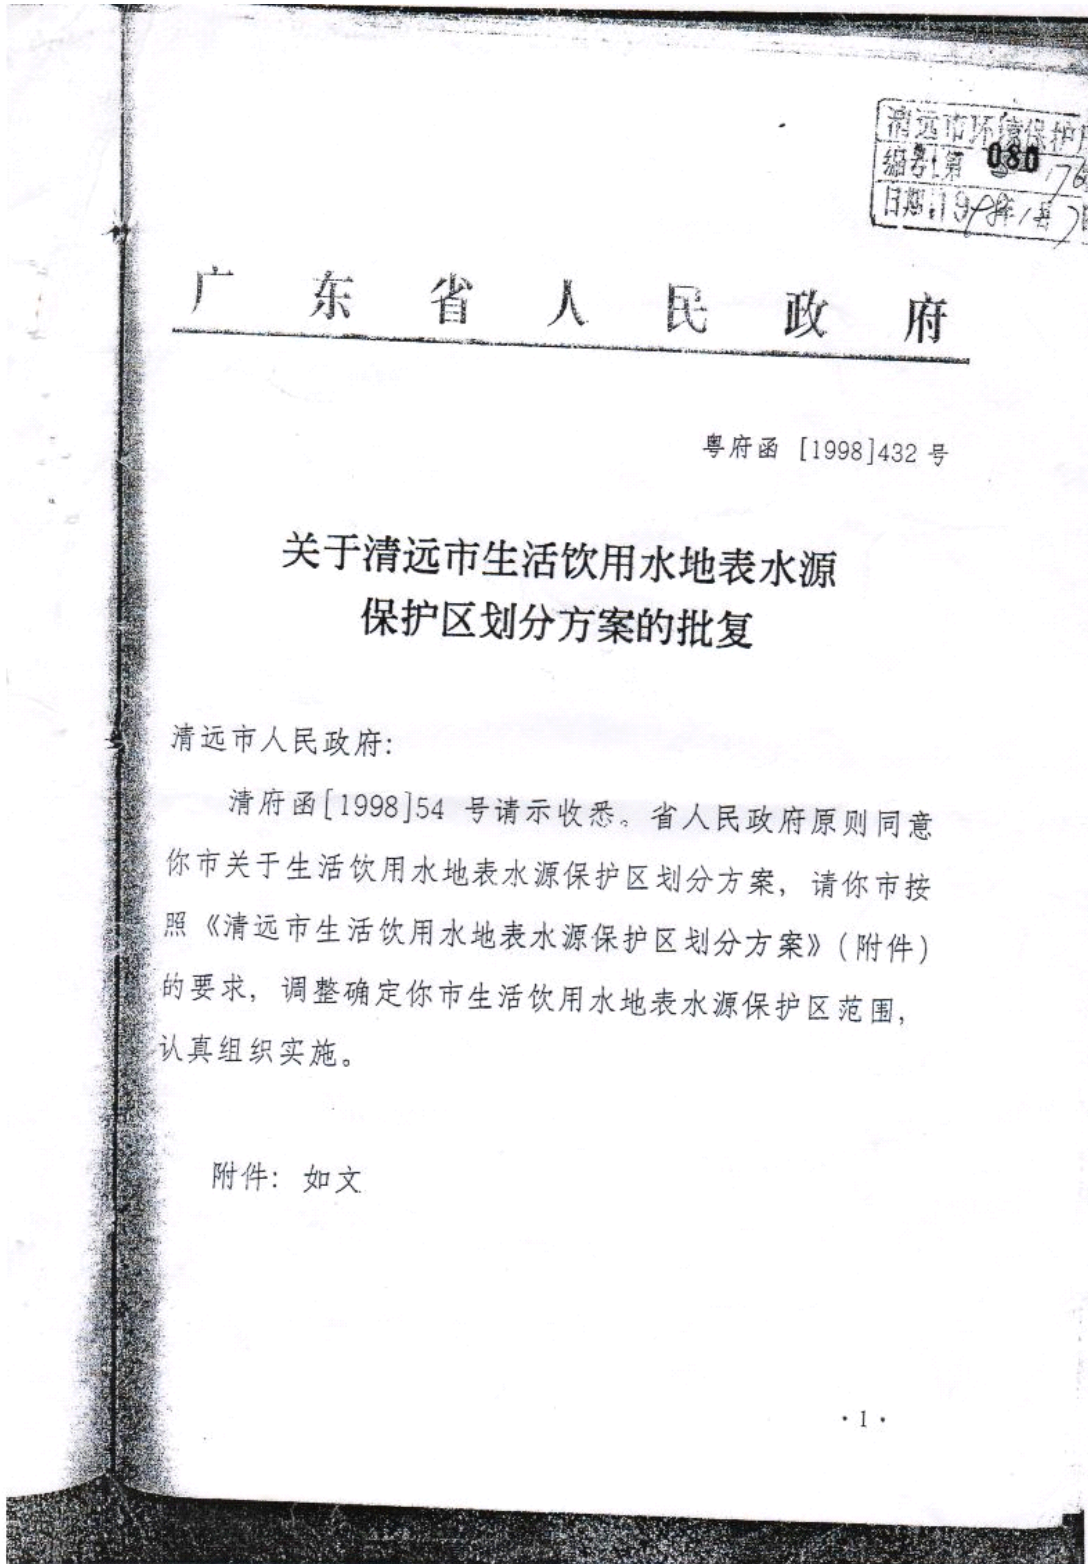 清远市环境保护
编号:第 080 176
日期:19
广东省人民政府
粤府函 [1998]432 号
关于清远市生活饮用水地表水源
保护区划分方案的批复
清远市人民政府:
清府函[1998]54 号请示收悉。省人民政府原则同意
你市关于生活饮用水地表水源保护区划分方案，请你市按
照《清远市生活饮用水地表水源保护区划分方案》(附件)
的要求，调整确定你市生活饮用水地表水源保护区范围，
认真组织实施。
附件: 如文
·1·